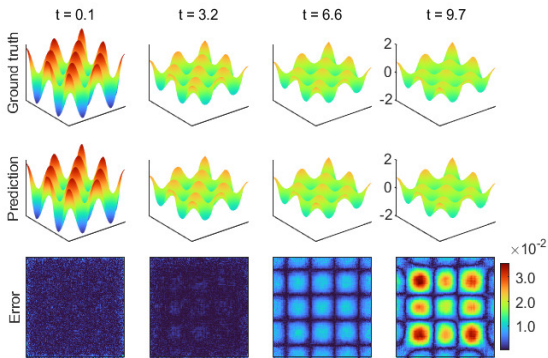 t = 0.1 t = 3.2 t = 6.6 t = 9.7
Ground truth
2
0
-2
Prediction
2
0
-2
Error
×10⁻²
3.0
2.0
1.0